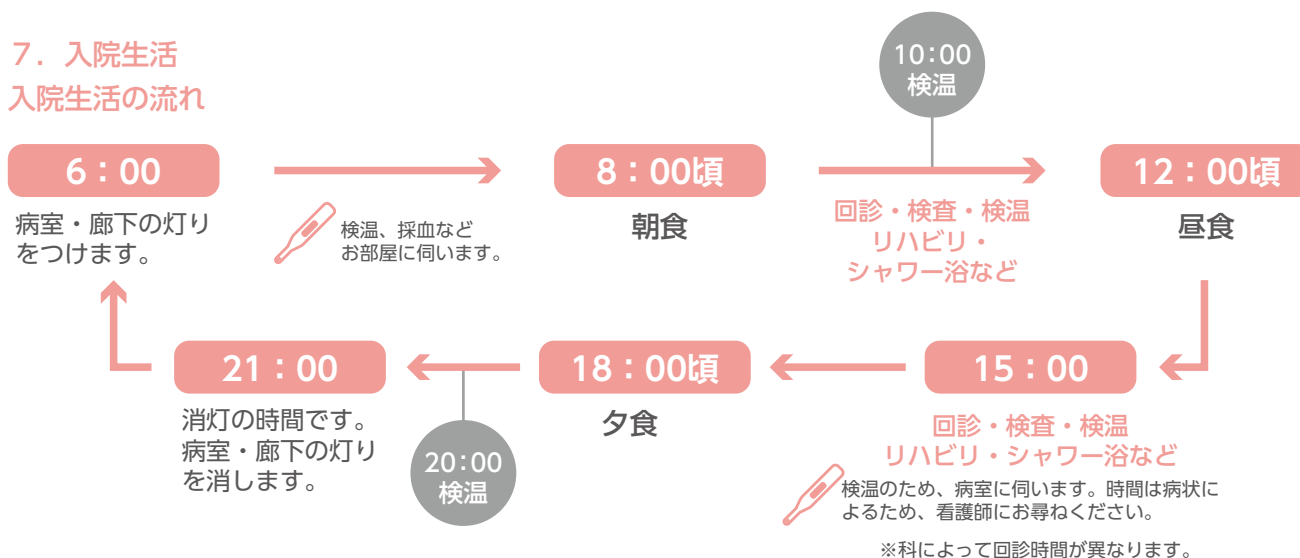 ７．入院生活
入院生活の流れ
6：00
病室・廊下の灯り
をつけます。
検温、採血など
お部屋に伺います。
8：00頃
朝食
10：00
検温
回診・検査・検温
リハビリ・
シャワー浴など
12：00頃
昼食
15：00
回診・検査・検温
リハビリ・シャワー浴など
検温のため、病室に伺います。時間は病状に
よるため、看護師にお尋ねください。
※科によって回診時間が異なります。
18：00頃
夕食
20：00
検温
21：00
消灯の時間です。
病室・廊下の灯り
を消します。